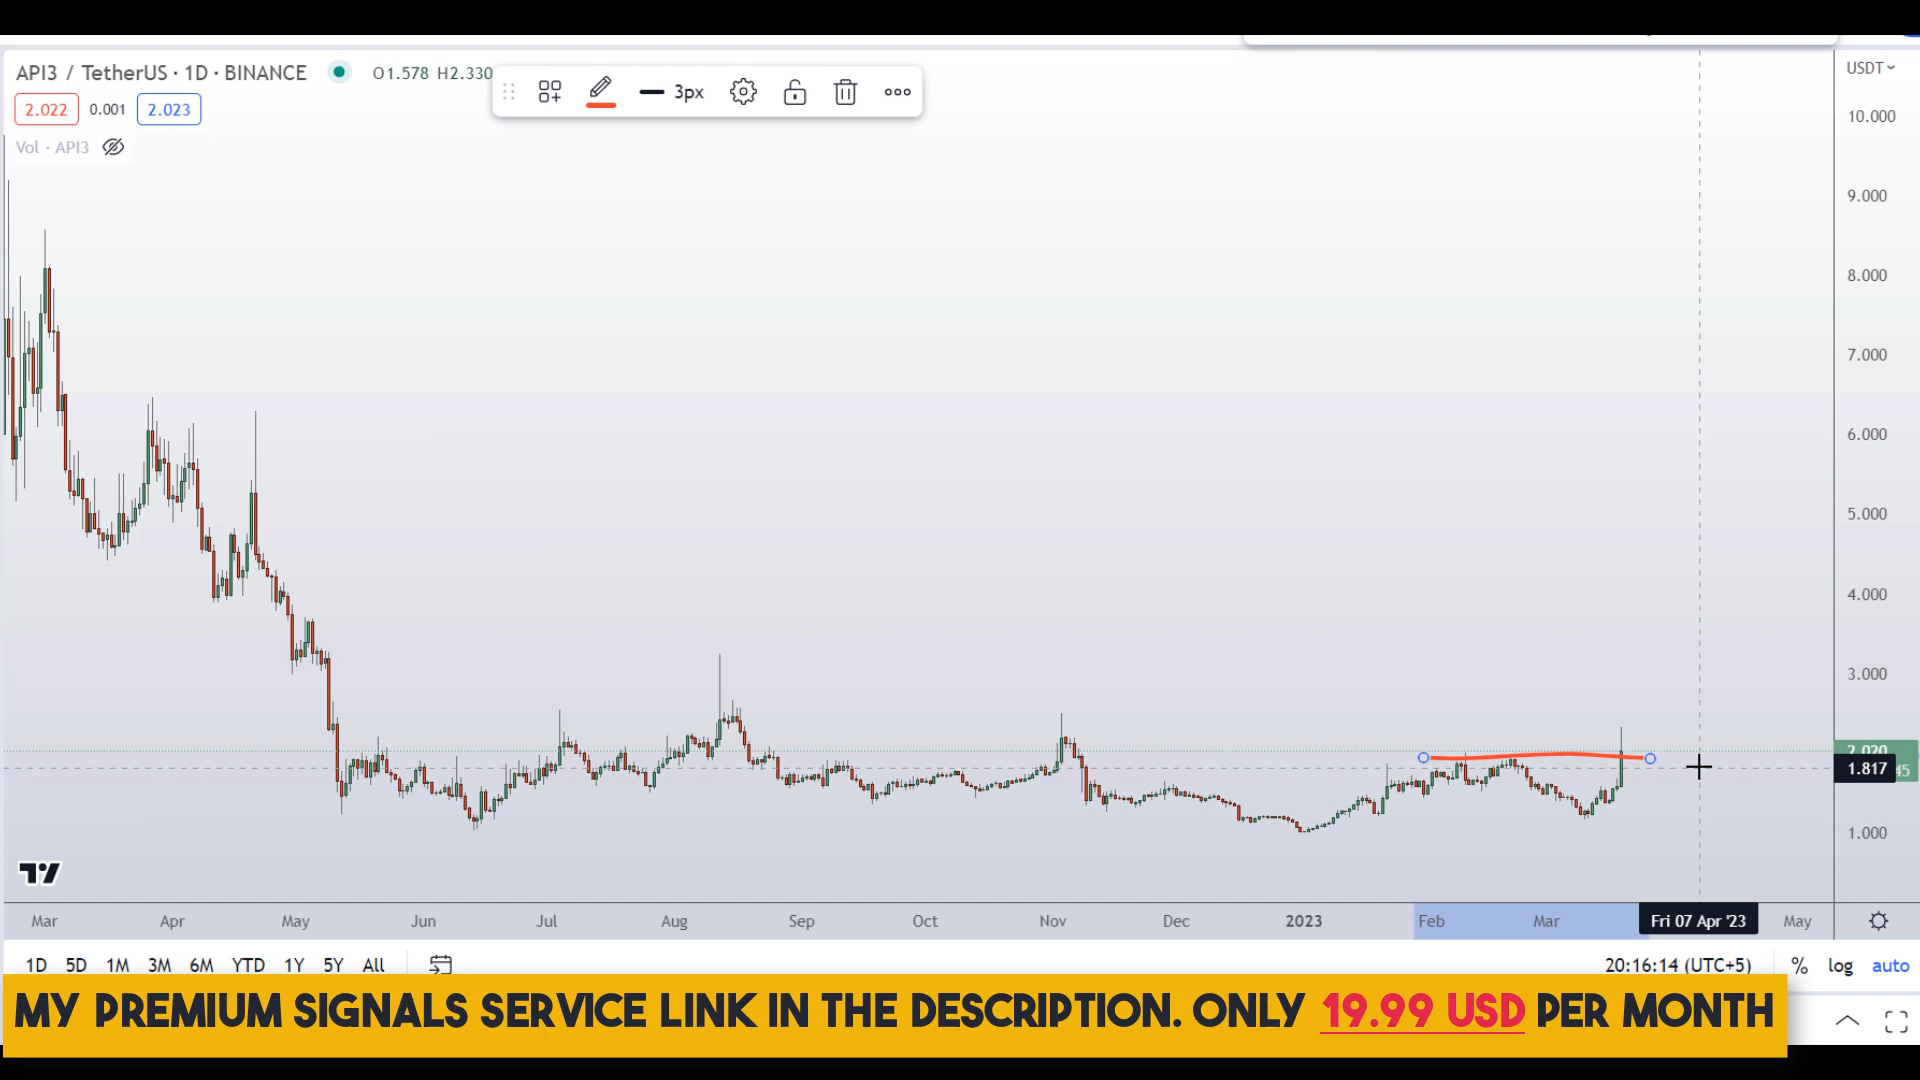 API3 / TetherUS · 1D · BINANCE O1.578 H2.330
3px
USDT
2.022 0.001 2.023
Vol · API3
10.000
9.000
8.000
7.000
6.000
5.000
4.000
3.000
2.020
1.817 45
1.000
Mar Apr May Jun Jul Aug Sep Oct Nov Dec 2023 Feb Mar Fri 07 Apr '23 May
1D 5D 1M 3M 6M YTD 1Y 5Y All 20:16:14 (UTC+5) % log auto
MY PREMIUM SIGNALS SERVICE LINK IN THE DESCRIPTION. ONLY 19.99 USD PER MONTH